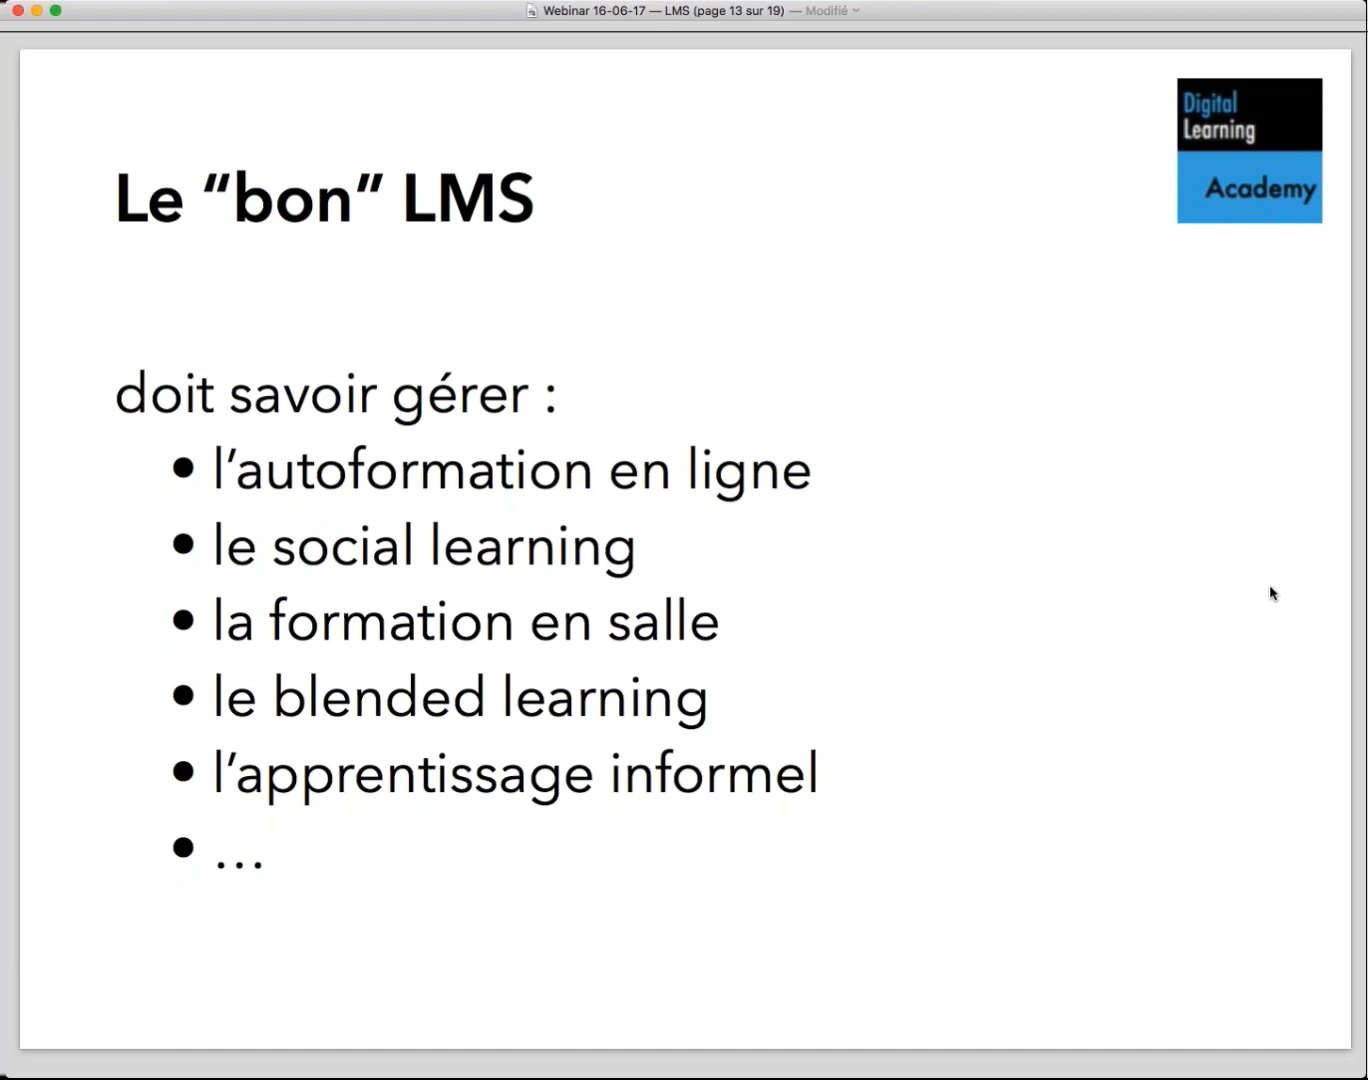 Webinar 16-06-17 — LMS (page 13 sur 19) — Modifié
Digital
Learning
Academy
Le “bon” LMS
doit savoir gérer :
• l’autoformation en ligne
• le social learning
• la formation en salle
• le blended learning
• l’apprentissage informel
• …